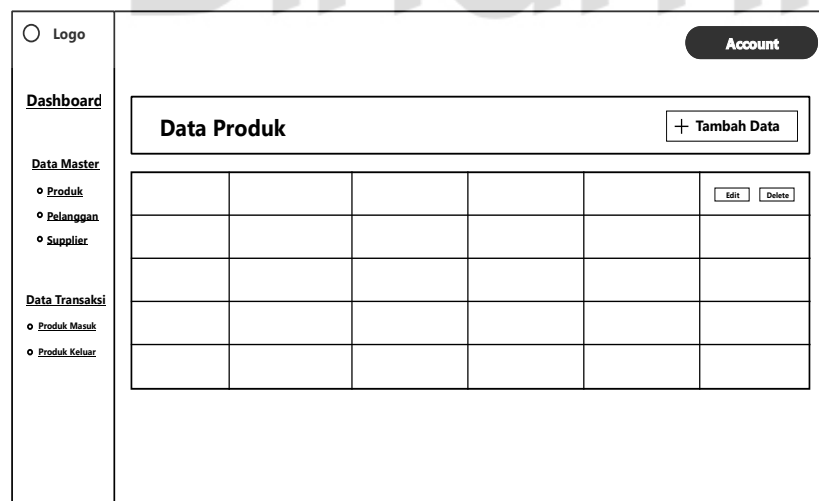 Logo
Account
Dashboard
Data Produk
+ Tambah Data
Data Master
Produk
Pelanggan
Supplier
Edit Delete
Data Transaksi
Produk Masuk
Produk Keluar